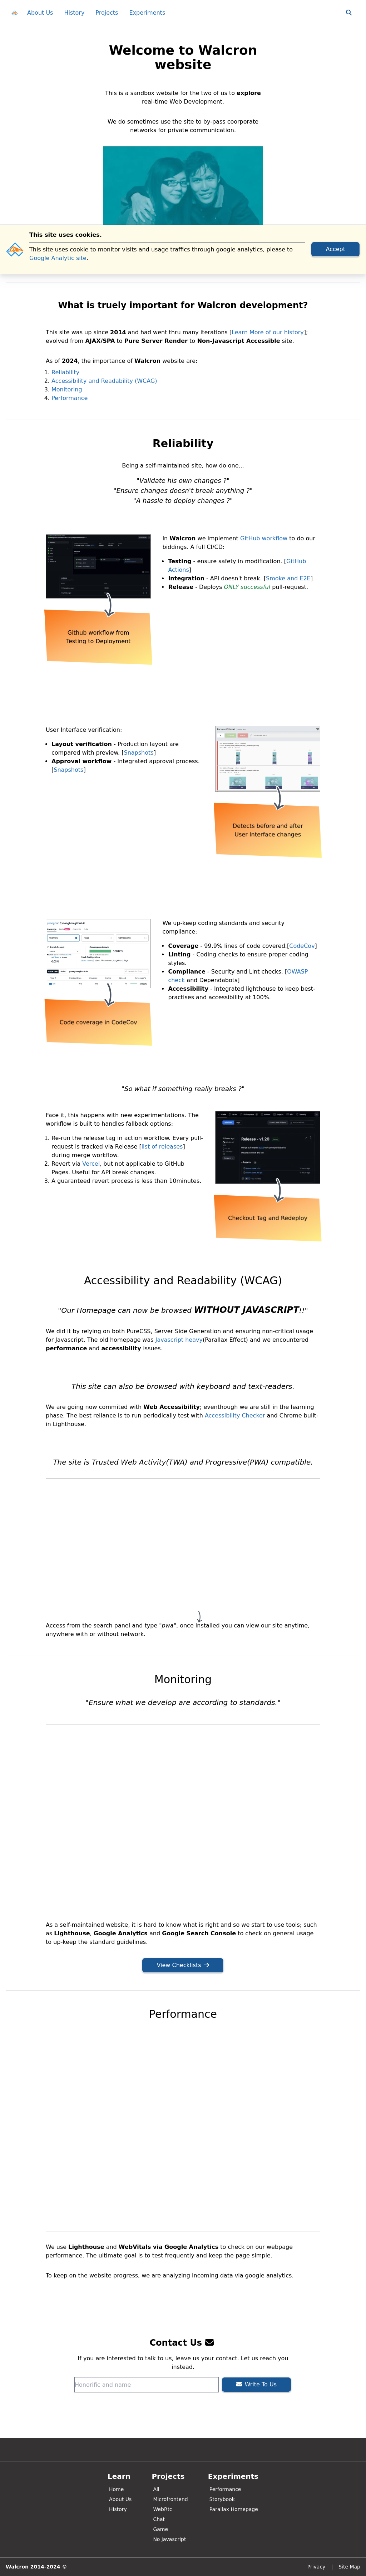 About Us History Projects Experiments
Welcome to Walcron
website
This is a sandbox website for the two of us to explore
real-time Web Development.
We do sometimes use the site to by-pass coorporate
networks for private communication.
This site uses cookies.
This site uses cookie to monitor visits and usage traffics through google analytics, please to
Google Analytic site.
Accept
What is truely important for Walcron development?
This site was up since 2014 and had went thru many iterations [Learn More of our history];
evolved from AJAX/SPA to Pure Server Render to Non-Javascript Accessible site.
As of 2024, the importance of Walcron website are:
1. Reliability
2. Accessibility and Readability (WCAG)
3. Monitoring
4. Performance
Reliability
Being a self-maintained site, how do one...
"Validate his own changes ?"
"Ensure changes doesn't break anything ?"
"A hassle to deploy changes ?"
Github workflow from
Testing to Deployment
In Walcron we implement GitHub workflow to do our
biddings. A full CI/CD:
• Testing - ensure safety in modification. [GitHub
Actions]
• Integration - API doesn't break. [Smoke and E2E]
• Release - Deploys ONLY successful pull-request.
User Interface verification:
• Layout verification - Production layout are
compared with preview. [Snapshots]
• Approval workflow - Integrated approval process.
[Snapshots]
Detects before and after
User Interface changes
Code coverage in CodeCov
We up-keep coding standards and security
compliance:
• Coverage - 99.9% lines of code covered.[CodeCov]
• Linting - Coding checks to ensure proper coding
styles.
• Compliance - Security and Lint checks. [OWASP
check and Dependabots]
• Accessibility - Integrated lighthouse to keep best-
practises and accessibility at 100%.
"So what if something really breaks ?"
Face it, this happens with new experimentations. The
workflow is built to handles fallback options:
1. Re-run the release tag in action workflow. Every pull-
request is tracked via Release [list of releases]
during merge workflow.
2. Revert via Vercel, but not applicable to GitHub
Pages. Useful for API break changes.
3. A guaranteed revert process is less than 10minutes.
Release - v1.20
Checkout Tag and Redeploy
Accessibility and Readability (WCAG)
"Our Homepage can now be browsed WITHOUT JAVASCRIPT!!"
We did it by relying on both PureCSS, Server Side Generation and ensuring non-critical usage
for Javascript. The old homepage was Javascript heavy(Parallax Effect) and we encountered
performance and accessibility issues.
This site can also be browsed with keyboard and text-readers.
We are going now commited with Web Accessibility; eventhough we are still in the learning
phase. The best reliance is to run periodically test with Accessibility Checker and Chrome built-
in Lighthouse.
The site is Trusted Web Activity(TWA) and Progressive(PWA) compatible.
Access from the search panel and type "pwa", once installed you can view our site anytime,
anywhere with or without network.
Monitoring
"Ensure what we develop are according to standards."
As a self-maintained website, it is hard to know what is right and so we start to use tools; such
as Lighthouse, Google Analytics and Google Search Console to check on general usage
to up-keep the standard guidelines.
View Checklists
Performance
We use Lighthouse and WebVitals via Google Analytics to check on our webpage
performance. The ultimate goal is to test frequently and keep the page simple.
To keep on the website progress, we are analyzing incoming data via google analytics.
Contact Us
If you are interested to talk to us, leave us your contact. Let us reach you
instead.
Honorific and name
Write To Us
Learn
Home
About Us
History
Projects
All
Microfrontend
WebRtc
Chat
Game
No Javascript
Experiments
Performance
Storybook
Parallax Homepage
Walcron 2014-2024 ©
Privacy | Site Map